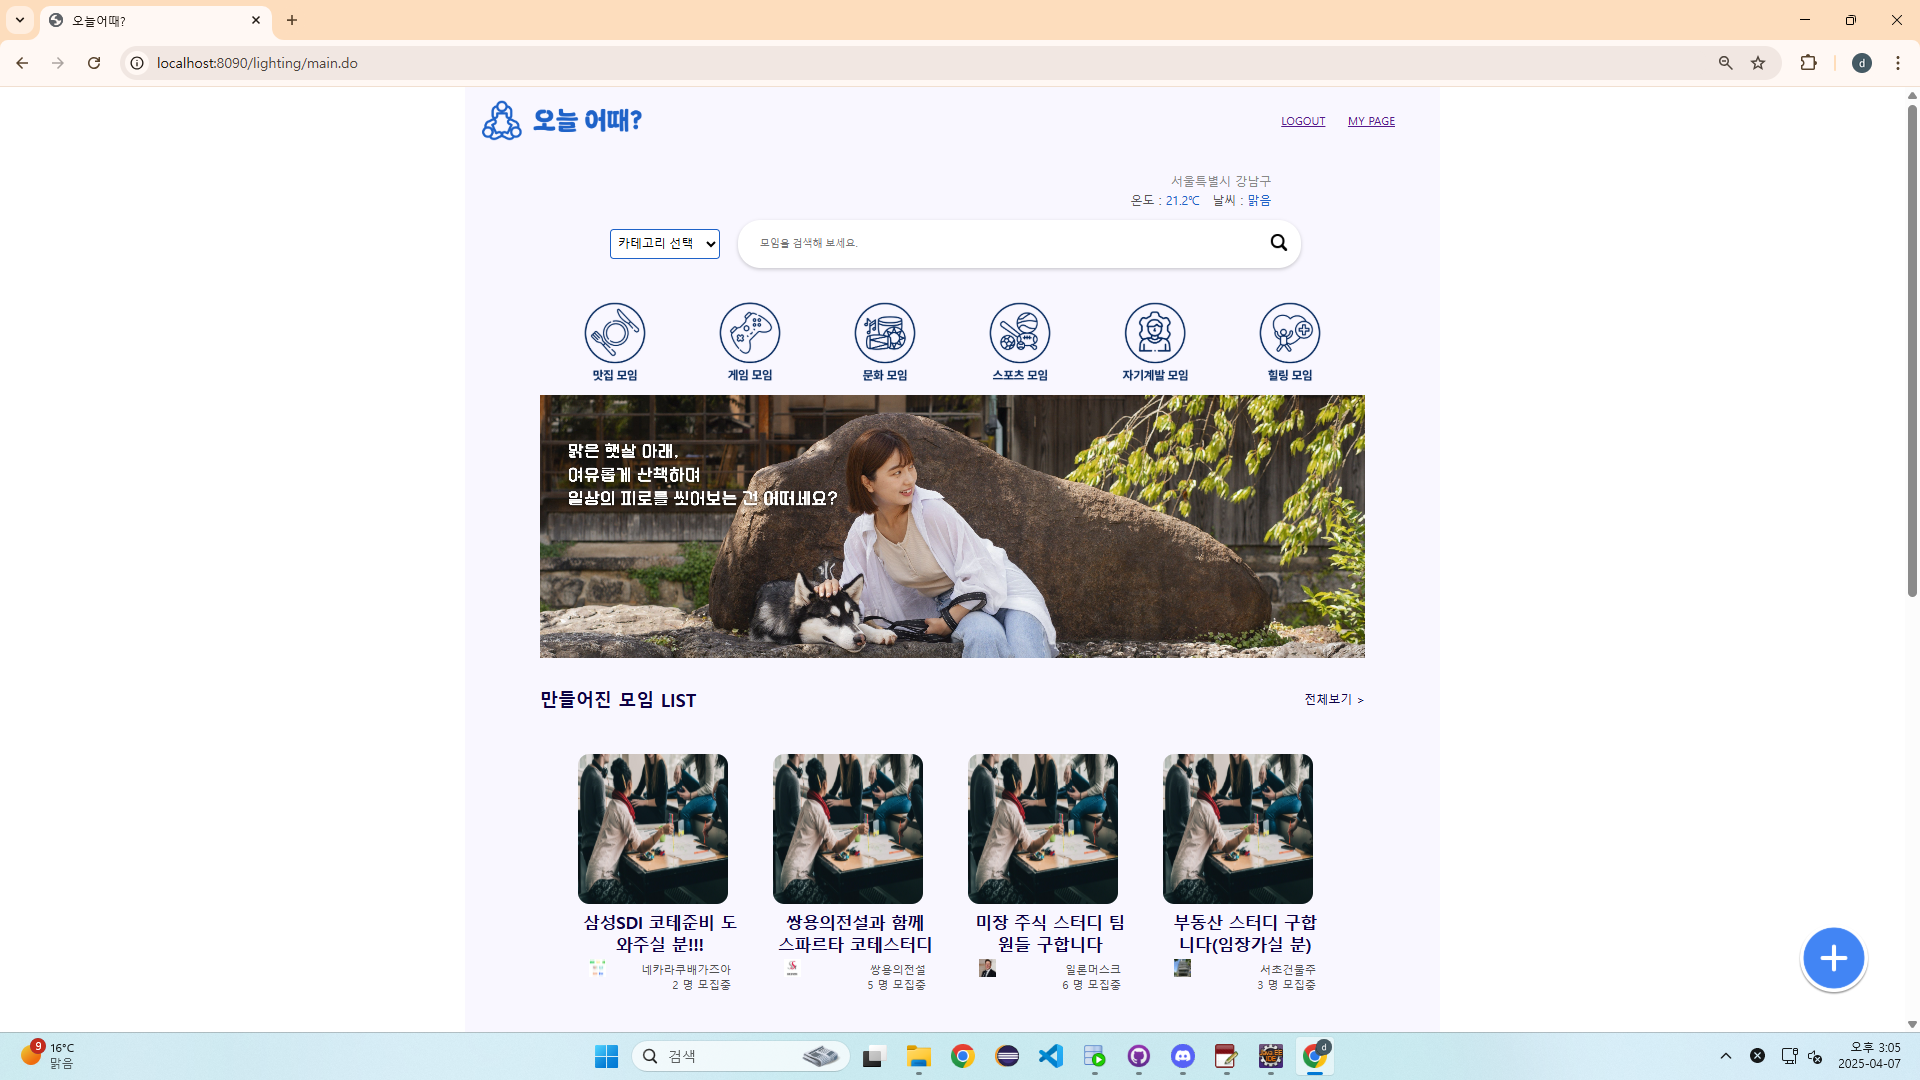 오늘어때?
localhost:8090/lighting/main.do
d
오늘 어때?
LOGOUT MY PAGE
서울특별시 강남구
온도 : 21.2℃ 날씨 : 맑음
카테고리 선택
모임을 검색해 보세요.
맛집 모임
게임 모임
문화 모임
스포츠 모임
자기계발 모임
힐링 모임
맑은 햇살 아래,
여유롭게 산책하며
일상의 피로를 씻어보는 건 어떠세요?
만들어진 모임 LIST
전체보기 >
삼성SDI 코테준비 도
와주실 분!!!
네카라쿠배가즈아
2 명 모집중
쌍용의전설과 함께
스파르타 코테스터디
쌍용의전설
5 명 모집중
미장 주식 스터디 팀
원들 구합니다
일론머스크
6 명 모집중
부동산 스터디 구합
니다(임장가실 분)
서초건물주
3 명 모집중
9
16°C
맑음
검색
d
오후 3:05
2025-04-07